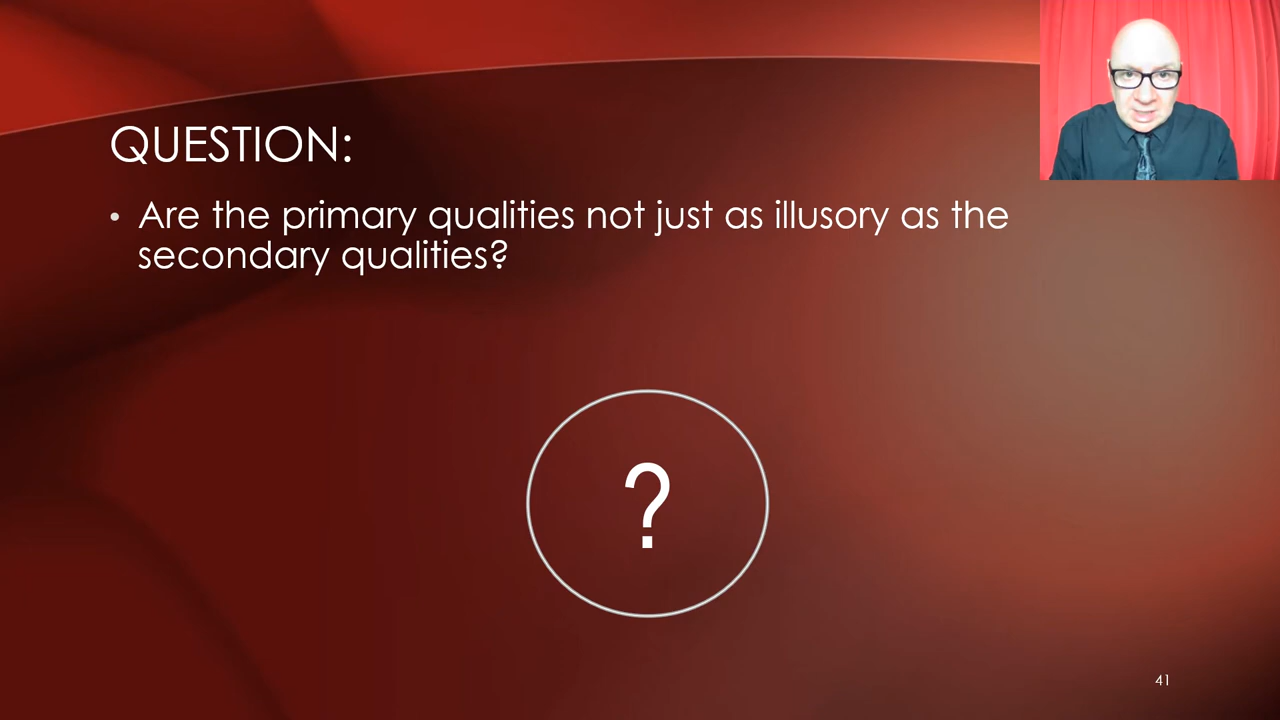 QUESTION:
• Are the primary qualities not just as illusory as the
secondary qualities?
?
41